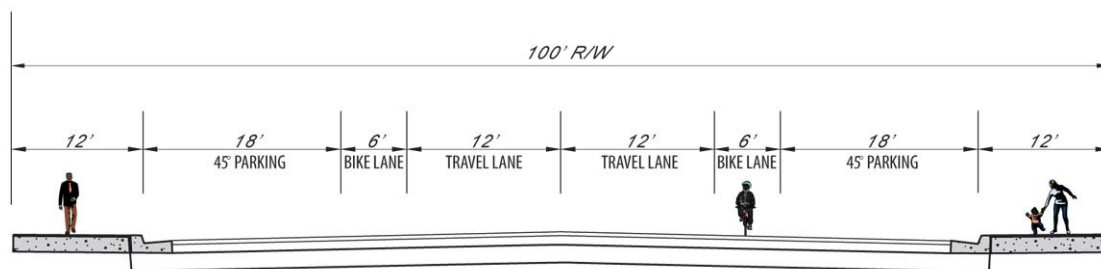 100' R/W
12' 18' 6' 12' 12' 6' 18' 12'
45° PARKING BIKE LANE TRAVEL LANE TRAVEL LANE BIKE LANE 45° PARKING